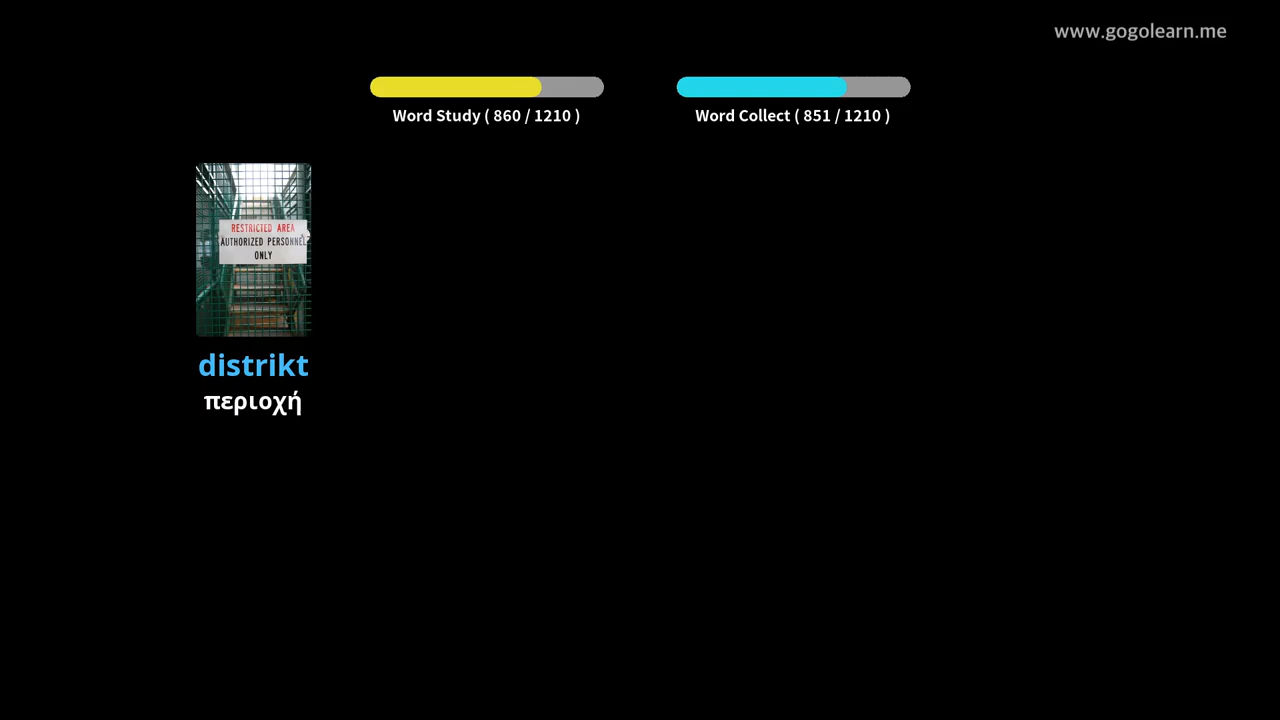 www.gogolearn.me
Word Study ( 860 / 1210 )
Word Collect ( 851 / 1210 )
RESTRICTED AREA
AUTHORIZED PERSONNEL
ONLY
distrikt
περιοχή